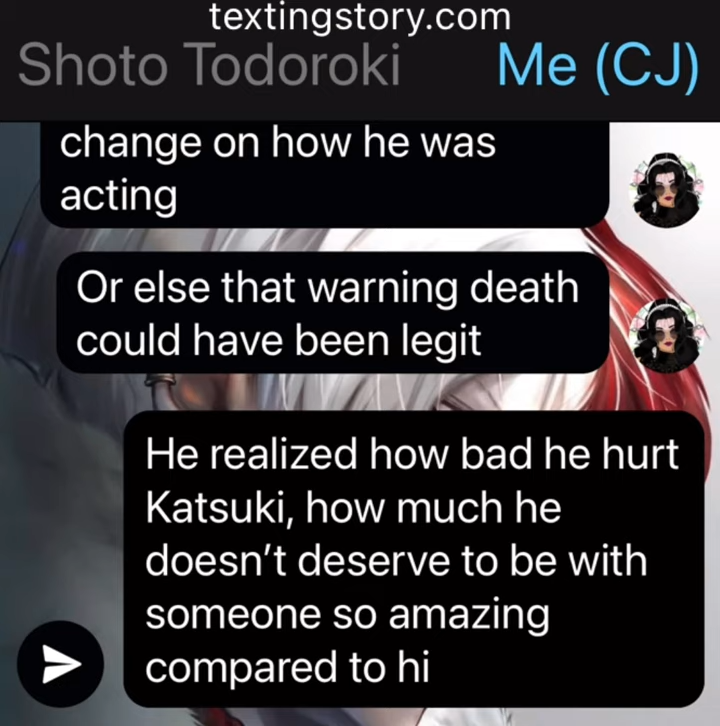 textingstory.com
Shoto Todoroki Me (CJ)
change on how he was
acting
Or else that warning death
could have been legit
He realized how bad he hurt
Katsuki, how much he
doesn’t deserve to be with
someone so amazing
compared to hi